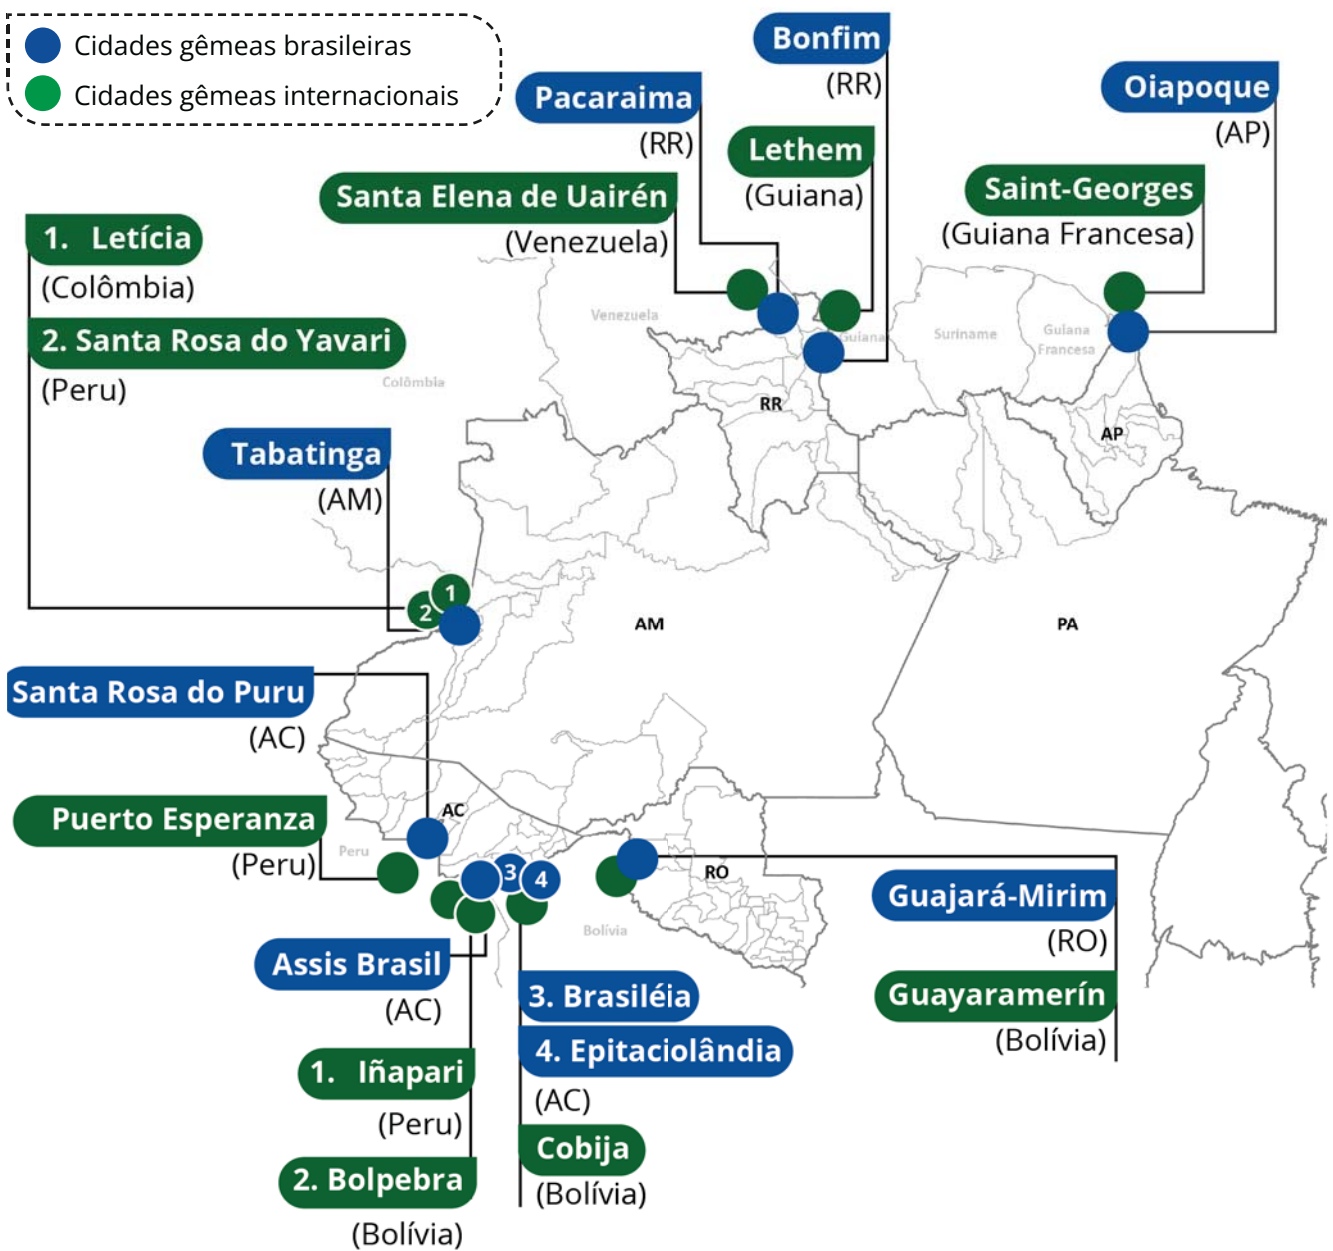 Cidades gêmeas brasileiras
Cidades gêmeas internacionais
Bonfim
(RR)
Pacaraima
(RR)
Oiapoque
(AP)
Lethem
(Guiana)
Santa Elena de Uairén
(Venezuela)
Saint-Georges
(Guiana Francesa)
1. Letícia
(Colômbia)
2. Santa Rosa do Yavari
(Peru)
Venezuela
Guiana
Suriname
Guiana
Francesa
Colômbia
RR
AP
Tabatinga
(AM)
1
2
AM
PA
Santa Rosa do Puru
(AC)
Puerto Esperanza
(Peru)
AC
Peru
3
4
RO
Bolívia
Guajará-Mirim
(RO)
Guayaramerín
(Bolívia)
Assis Brasil
(AC)
3. Brasiléia
4. Epitaciolândia
(AC)
1. Iñapari
(Peru)
Cobija
(Bolívia)
2. Bolpebra
(Bolívia)